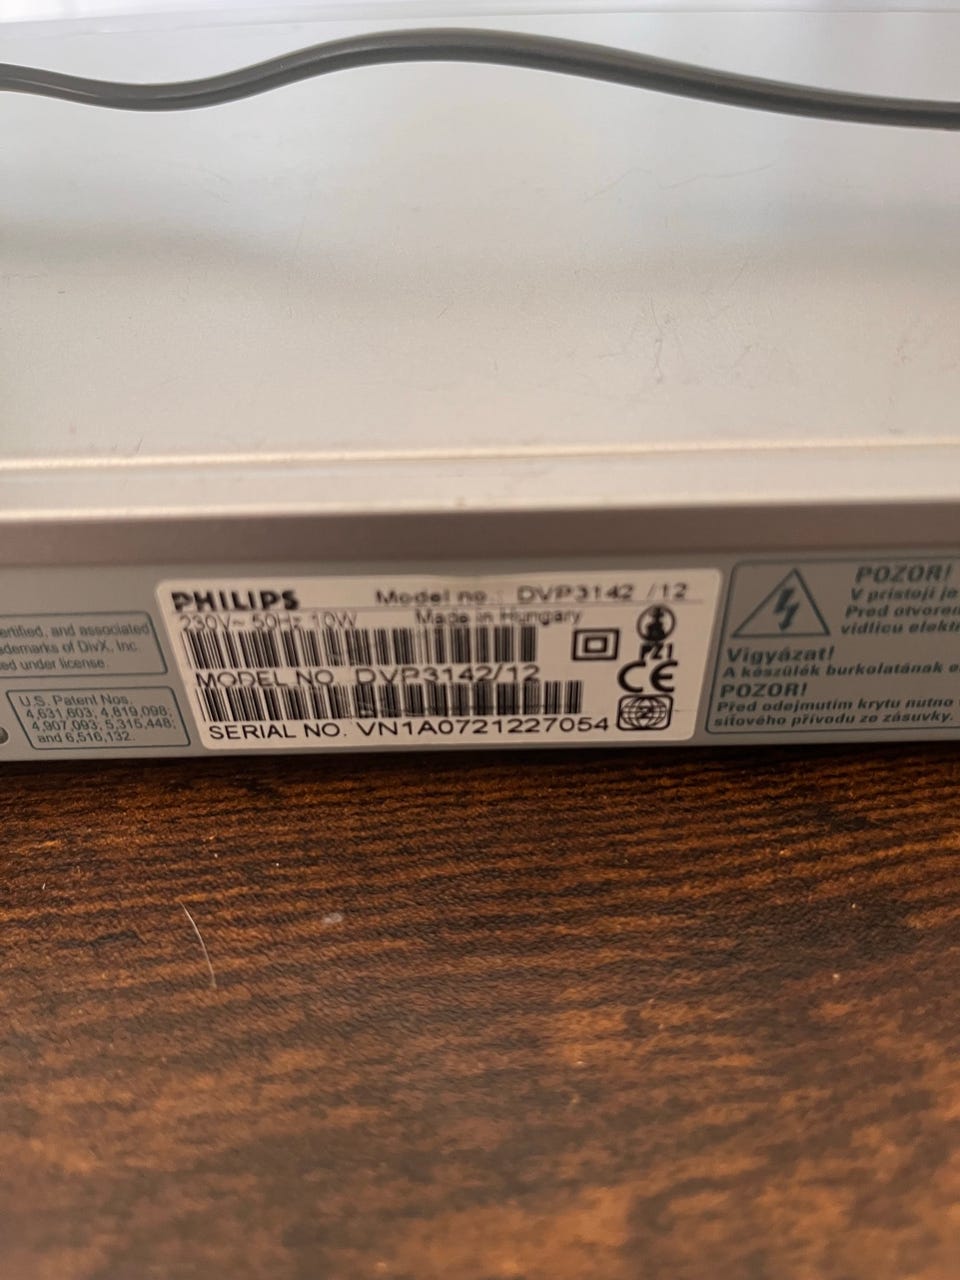 ertified, and associated
demarks of DivX, Inc.
ed under license.
U.S. Patent Nos.
4,631,603; 4,819,098;
4,907,093; 5,315,448;
and 6,516,132.
PHILIPS Model no.: DVP3142 /12
230V~ 50Hz 10W Made in Hungary
MODEL NO. DVP3142/12
SERIAL NO. VN1A0721227054
CE
POZOR!
V pristoji je
Pred otvoren
vidlicu elekt
Vigyázat!
A készülék burkolatának e
POZOR!
Před odejmutím krytu nutno
síťového přívodu ze zásuvky.